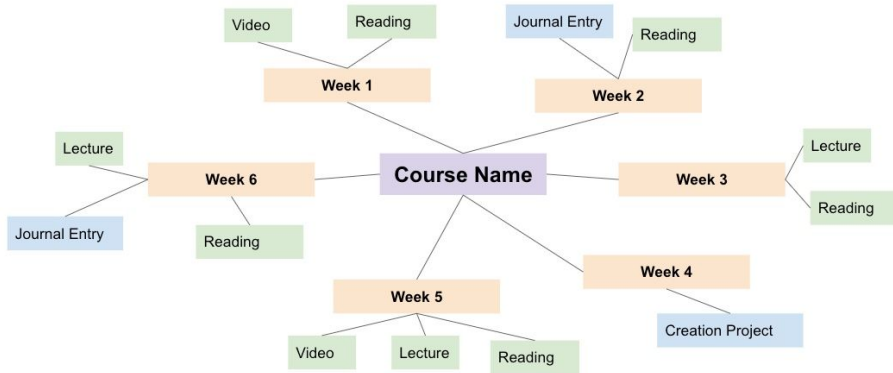 Video
Reading
Week 1
Journal Entry
Reading
Week 2
Course Name
Lecture
Week 3
Reading
Week 4
Creation Project
Week 5
Video
Lecture
Reading
Lecture
Week 6
Journal Entry
Reading